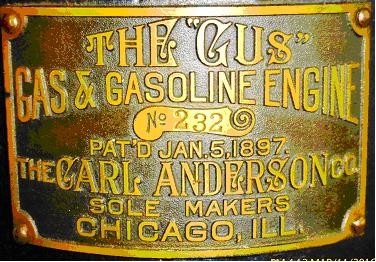 THE "GUS"
GAS & GASOLINE ENGINE
No 232
PAT'D JAN. 5, 1897.
THE CARL ANDERSON CO.
SOLE MAKERS
CHICAGO, ILL.